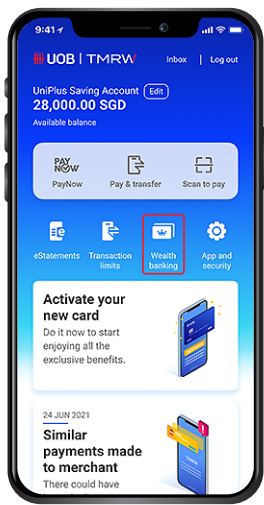 9:41
UOB | TMRW
Inbox | Log out
UniPlus Saving Account Edit
28,000.00 SGD
Available balance
PAY
NOW
PayNow Pay & transfer Scan to pay
eStatements Transaction limits Wealth banking App and security
Activate your
new card
Do it now to start
enjoying all the
exclusive benefits.
24 JUN 2021
Similar
payments made
to merchant
There could have